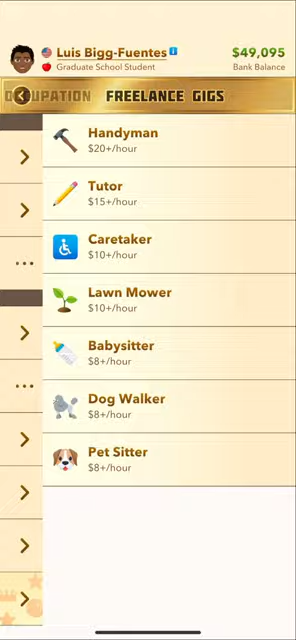 Luis Bigg-Fuentes
$49,095
Graduate School Student
Bank Balance
FREELANCE GIGS
Handyman
$20+/hour
Tutor
$15+/hour
Caretaker
$10+/hour
Lawn Mower
$10+/hour
Babysitter
$8+/hour
Dog Walker
$8+/hour
Pet Sitter
$8+/hour